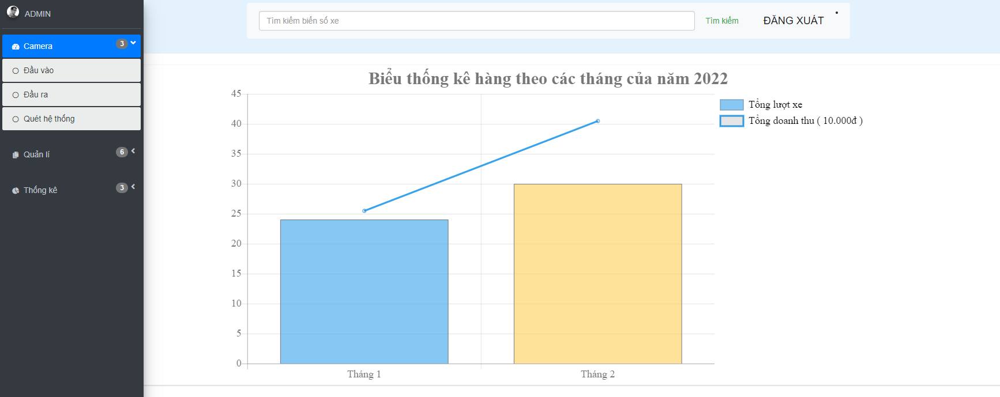 ADMIN
Camera 3
Đầu vào
Đầu ra
Quét hệ thống
Quản lí 6
Thống kê 3
Tìm kiếm biển số xe
Tìm kiếm
ĐĂNG XUÁT
Biểu thống kê hàng theo các tháng của năm 2022
Tổng lượt xe
Tổng doanh thu ( 10.000đ )
45
40
35
30
25
20
15
10
5
0
Tháng 1
Tháng 2